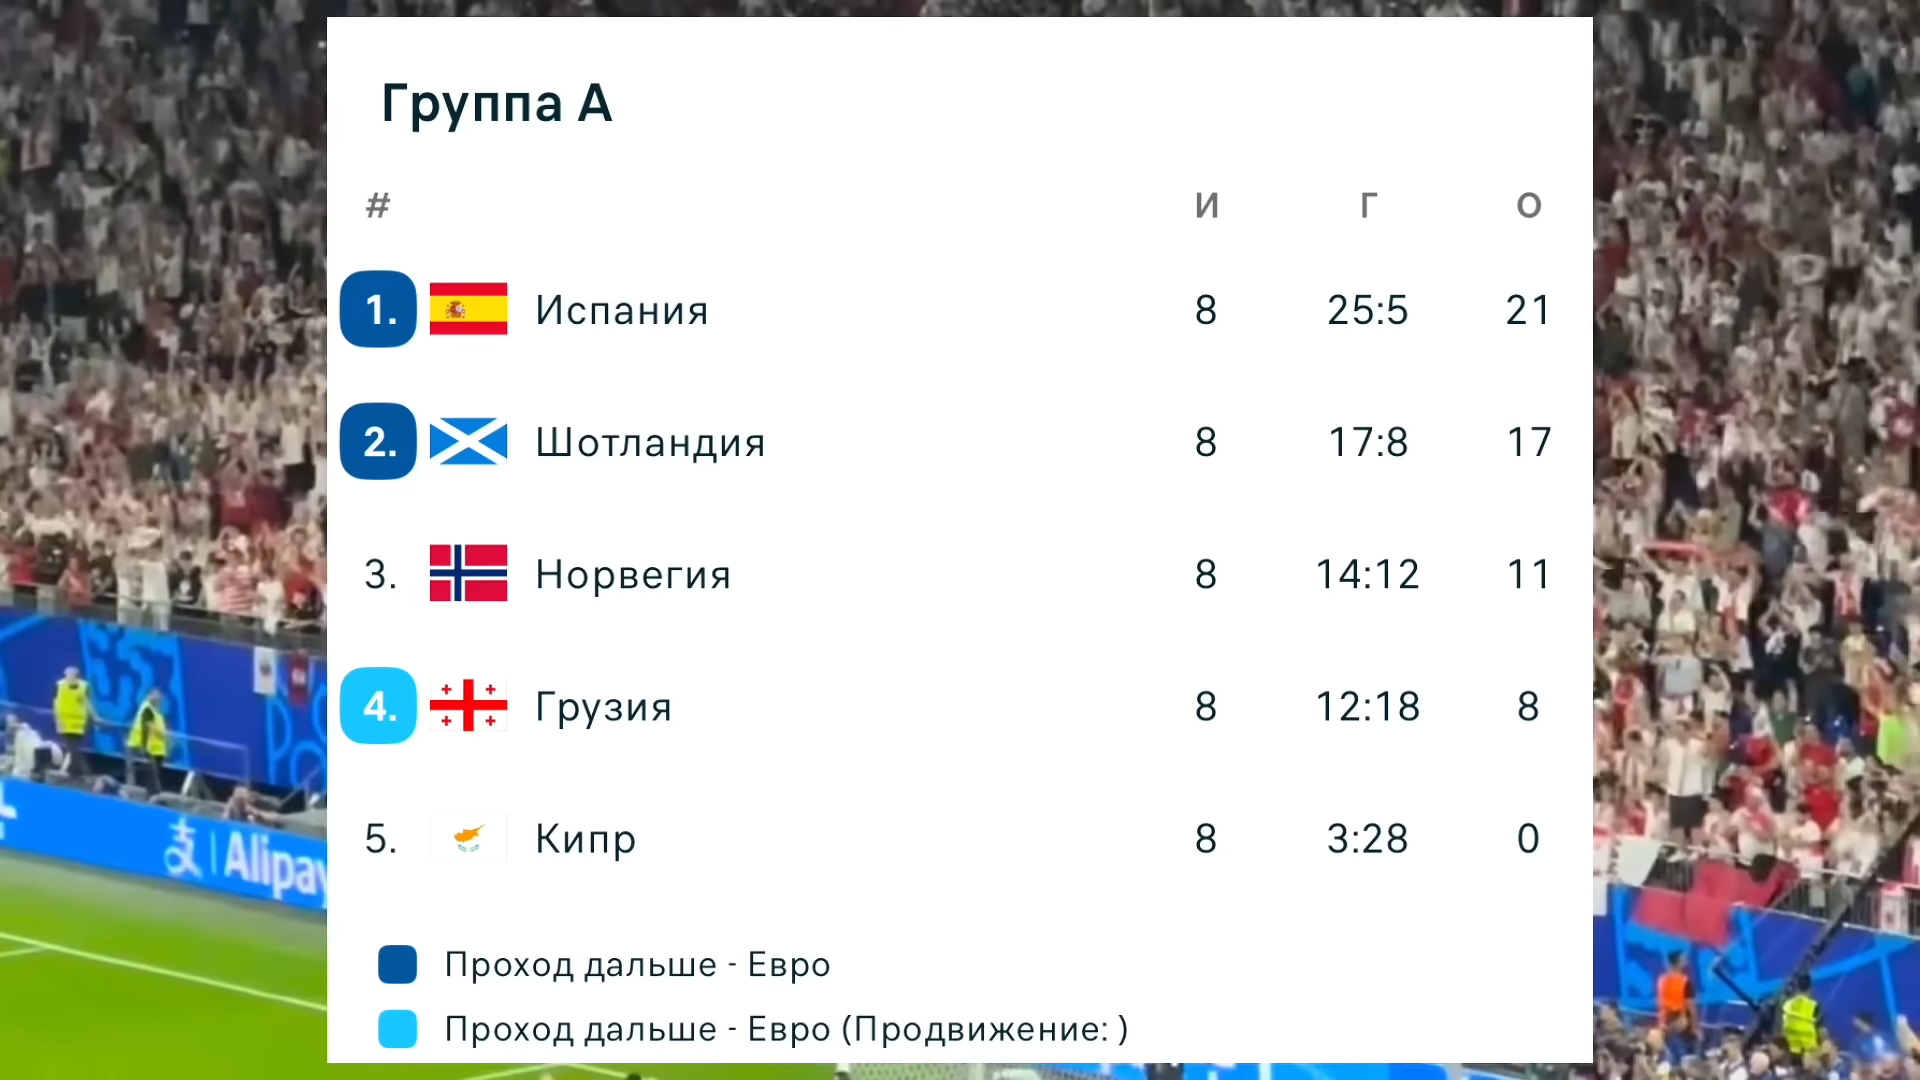 Группа А
# И Г О
1. Испания 8 25:5 21
2. Шотландия 8 17:8 17
3. Норвегия 8 14:12 11
4. Грузия 8 12:18 8
5. Кипр 8 3:28 0
Проход дальше - Евро
Проход дальше - Евро (Продвижение: )
支 | Alipay